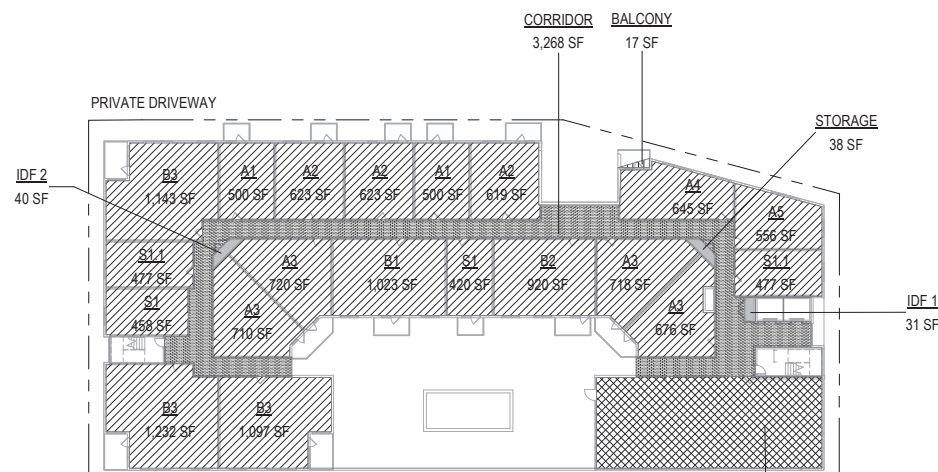 CORRIDOR
3,268 SF
BALCONY
17 SF
PRIVATE DRIVEWAY
STORAGE
38 SF
IDF 2
40 SF
B3
1,143 SF
A1
500 SF
A2
623 SF
A2
623 SF
A1
500 SF
A2
619 SF
A4
645 SF
A5
556 SF
S1.1
477 SF
A3
720 SF
B1
1,023 SF
S1
420 SF
B2
920 SF
A3
718 SF
S1.1
477 SF
S1
458 SF
A3
710 SF
A3
676 SF
IDF 1
31 SF
B3
1,232 SF
B3
1,097 SF